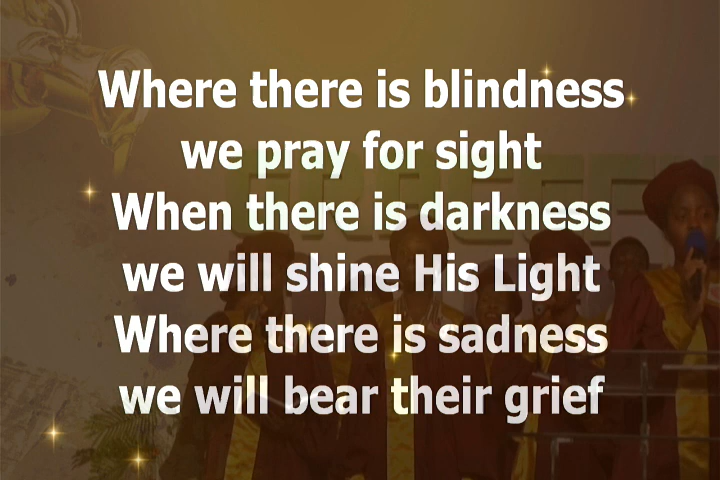 Where there is blindness
we pray for sight
When there is darkness
we will shine His Light
Where there is sadness
we will bear their grief